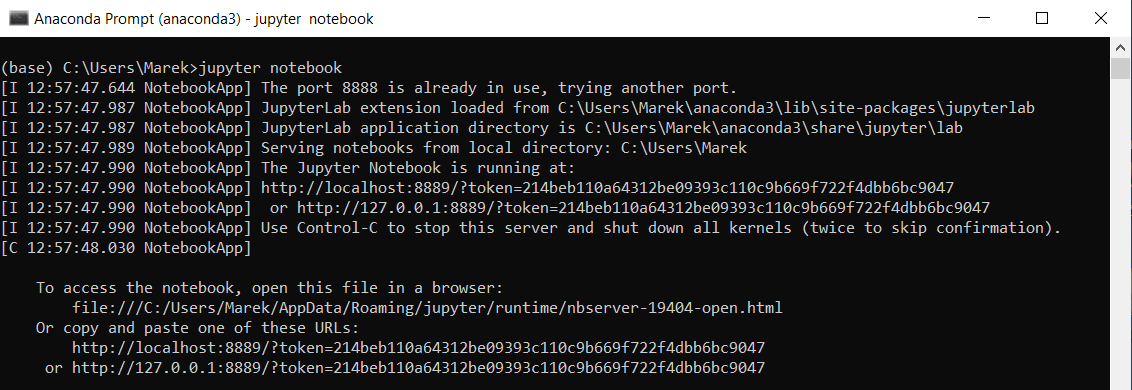 Anaconda Prompt (anaconda3) - jupyter  notebook
(base) C:\Users\Marek>jupyter notebook
[I 12:57:47.644 NotebookApp] The port 8888 is already in use, trying another port.
[I 12:57:47.987 NotebookApp] JupyterLab extension loaded from C:\Users\Marek\anaconda3\lib\site-packages\jupyterlab
[I 12:57:47.987 NotebookApp] JupyterLab application directory is C:\Users\Marek\anaconda3\share\jupyter\lab
[I 12:57:47.989 NotebookApp] Serving notebooks from local directory: C:\Users\Marek
[I 12:57:47.990 NotebookApp] The Jupyter Notebook is running at:
[I 12:57:47.990 NotebookApp] http://localhost:8889/?token=214beb110a64312be09393c110c9b669f722f4dbb6bc9047
[I 12:57:47.990 NotebookApp]  or http://127.0.0.1:8889/?token=214beb110a64312be09393c110c9b669f722f4dbb6bc9047
[I 12:57:47.990 NotebookApp] Use Control-C to stop this server and shut down all kernels (twice to skip confirmation).
[C 12:57:48.030 NotebookApp]
To access the notebook, open this file in a browser:
file:///C:/Users/Marek/AppData/Roaming/jupyter/runtime/nbserver-19404-open.html
Or copy and paste one of these URLs:
http://localhost:8889/?token=214beb110a64312be09393c110c9b669f722f4dbb6bc9047
or http://127.0.0.1:8889/?token=214beb110a64312be09393c110c9b669f722f4dbb6bc9047